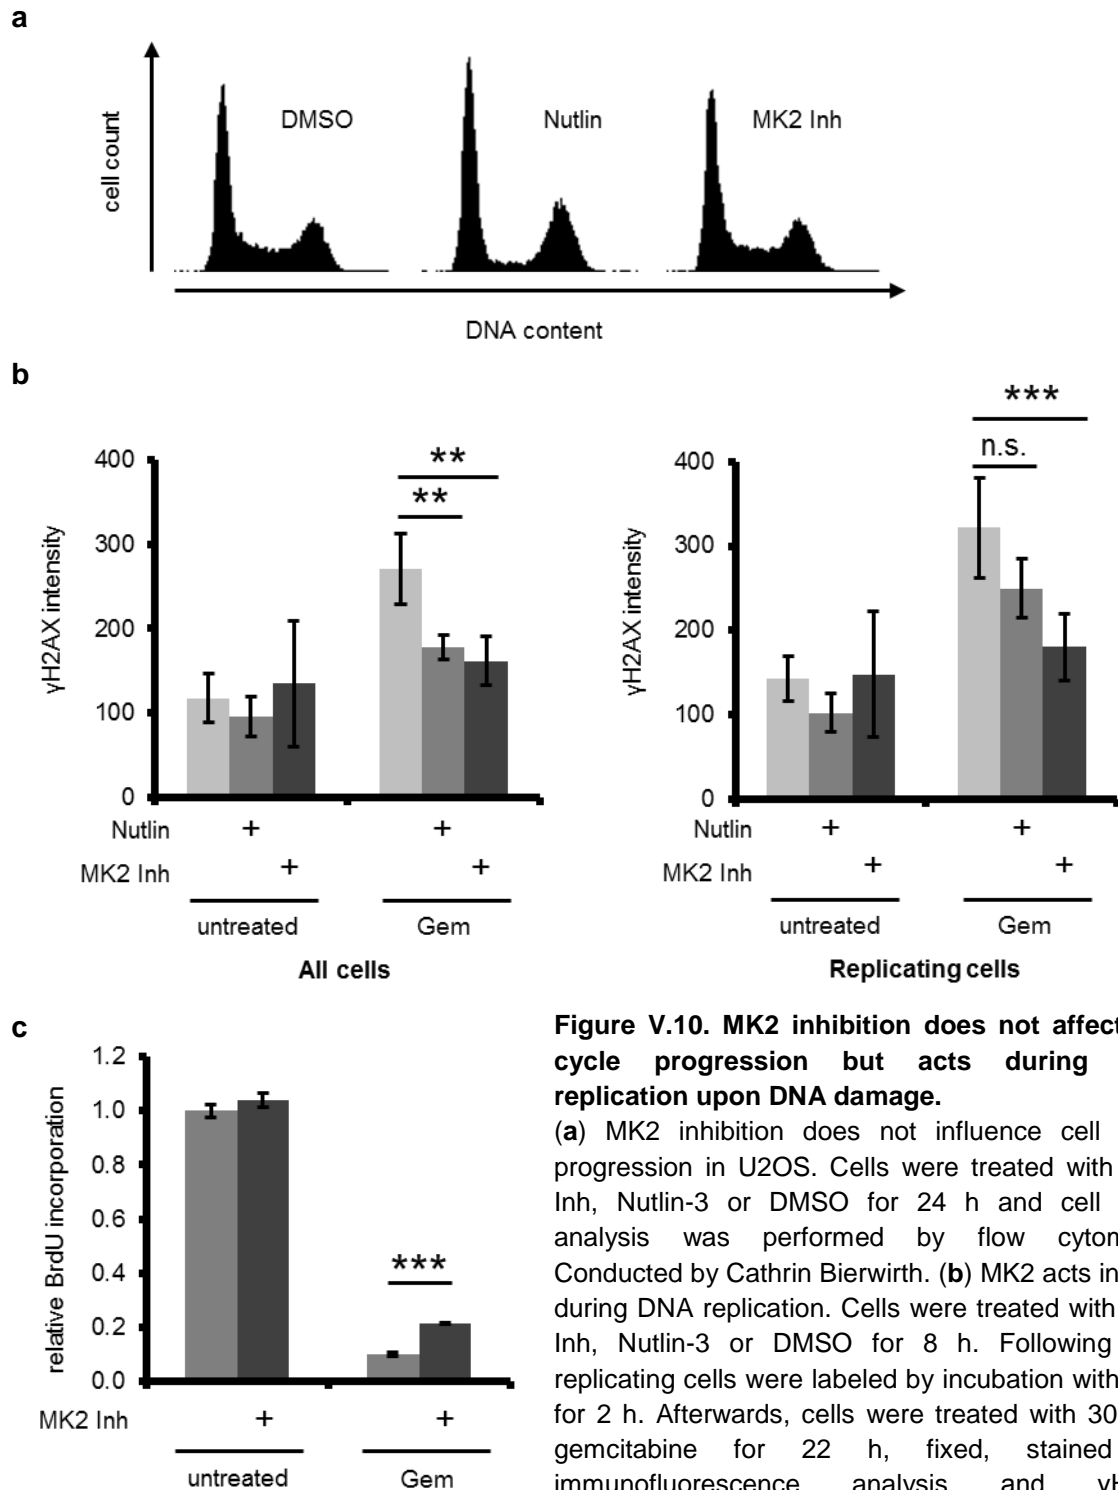 a
cell count
DMSO
Nutlin
MK2 Inh
DNA content
b
γH2AX intensity
400
300
200
100
0
**
**
Nutlin + +
MK2 Inh + +
untreated Gem
All cells
γH2AX intensity
400
300
200
100
0
***
n.s.
Nutlin + +
MK2 Inh + +
untreated Gem
Replicating cells
c
relative BrdU incorporation
1.2
1.0
0.8
0.6
0.4
0.2
0.0
***
MK2 Inh + +
untreated Gem
Figure V.10. MK2 inhibition does not affect
cycle progression but acts during
replication upon DNA damage.
(a) MK2 inhibition does not influence cell
progression in U2OS. Cells were treated with
Inh, Nutlin-3 or DMSO for 24 h and cell
analysis was performed by flow cytom
Conducted by Cathrin Bierwirth. (b) MK2 acts in
during DNA replication. Cells were treated with
Inh, Nutlin-3 or DMSO for 8 h. Following
replicating cells were labeled by incubation with
for 2 h. Afterwards, cells were treated with 30
gemcitabine for 22 h, fixed, stained
immunofluorescence analysis and